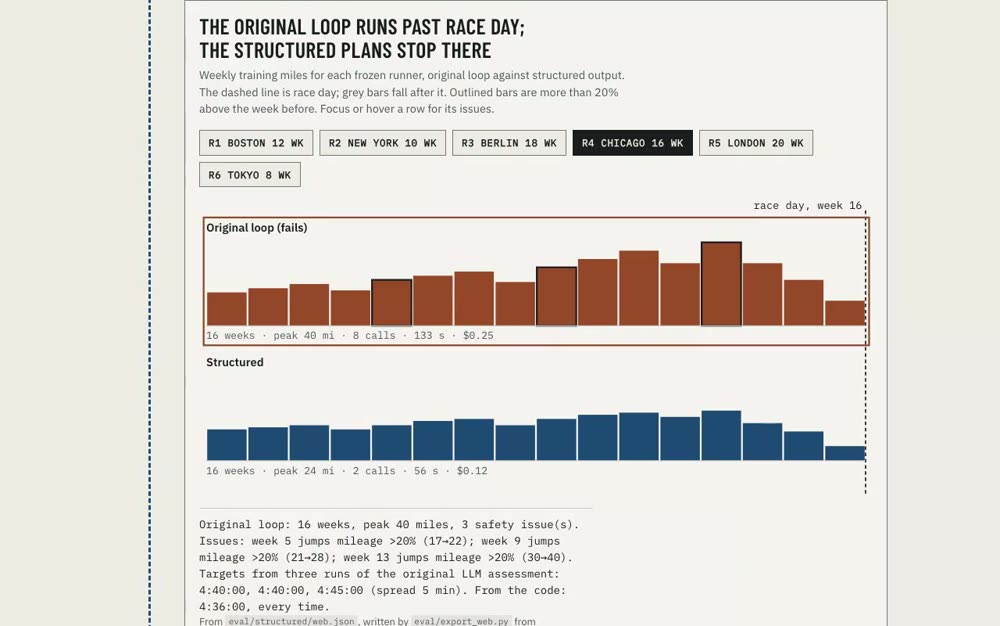 THE ORIGINAL LOOP RUNS PAST RACE DAY;
THE STRUCTURED PLANS STOP THERE
Weekly training miles for each frozen runner, original loop against structured output.
The dashed line is race day; grey bars fall after it. Outlined bars are more than 20%
above the week before. Focus or hover a row for its issues.
R1 BOSTON 12 WK R2 NEW YORK 10 WK R3 BERLIN 18 WK R4 CHICAGO 16 WK R5 LONDON 20 WK
R6 TOKYO 8 WK
race day, week 16
Original loop (fails)
16 weeks · peak 40 mi · 8 calls · 133 s · $0.25
Structured
16 weeks · peak 24 mi · 2 calls · 56 s · $0.12
Original loop: 16 weeks, peak 40 miles, 3 safety issue(s).
Issues: week 5 jumps mileage >20% (17→22); week 9 jumps
mileage >20% (21→28); week 13 jumps mileage >20% (30→40).
Targets from three runs of the original LLM assessment:
4:40:00, 4:40:00, 4:45:00 (spread 5 min). From the code:
4:36:00, every time.
From eval/structured/web.json, written by eval/export_web.py from